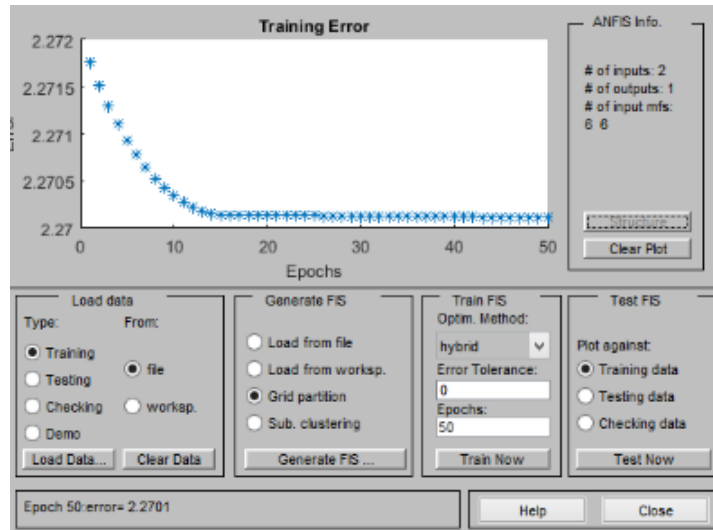 Training Error
2.272
2.2715
2.271
2.2705
2.27
0 10 20 30 40 50
Epochs
ANFIS Info.
# of inputs: 2
# of outputs: 1
# of input mfs:
6 6
Structure
Clear Plot
Load data
Type: From:
Training
Testing
Checking
Demo
file
worksp.
Load Data... Clear Data
Generate FIS
Load from file
Load from worksp.
Grid partition
Sub. clustering
Generate FIS ...
Train FIS
Optim. Method:
hybrid
Error Tolerance:
0
Epochs:
50
Train Now
Test FIS
Plot against:
Training data
Testing data
Checking data
Test Now
Epoch 50:error= 2.2701
Help Close